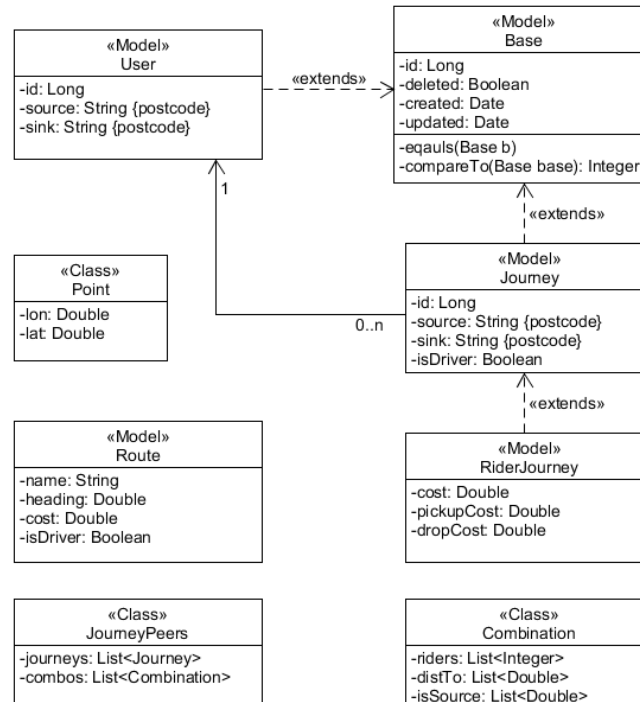 «Model»
User
-id: Long
-source: String {postcode}
-sink: String {postcode}
«extends»
«Model»
Base
-id: Long
-deleted: Boolean
-created: Date
-updated: Date
-eqauls(Base b)
-compareTo(Base base): Integer
1
«extends»
«Class»
Point
-lon: Double
-lat: Double
0..n
«Model»
Journey
-id: Long
-source: String {postcode}
-sink: String {postcode}
-isDriver: Boolean
«extends»
«Model»
Route
-name: String
-heading: Double
-cost: Double
-isDriver: Boolean
«Model»
RiderJourney
-cost: Double
-pickupCost: Double
-dropCost: Double
«Class»
JourneyPeers
-journeys: List<Journey>
-combos: List<Combination>
«Class»
Combination
-riders: List<Integer>
-distTo: List<Double>
-isSource: List<Double>